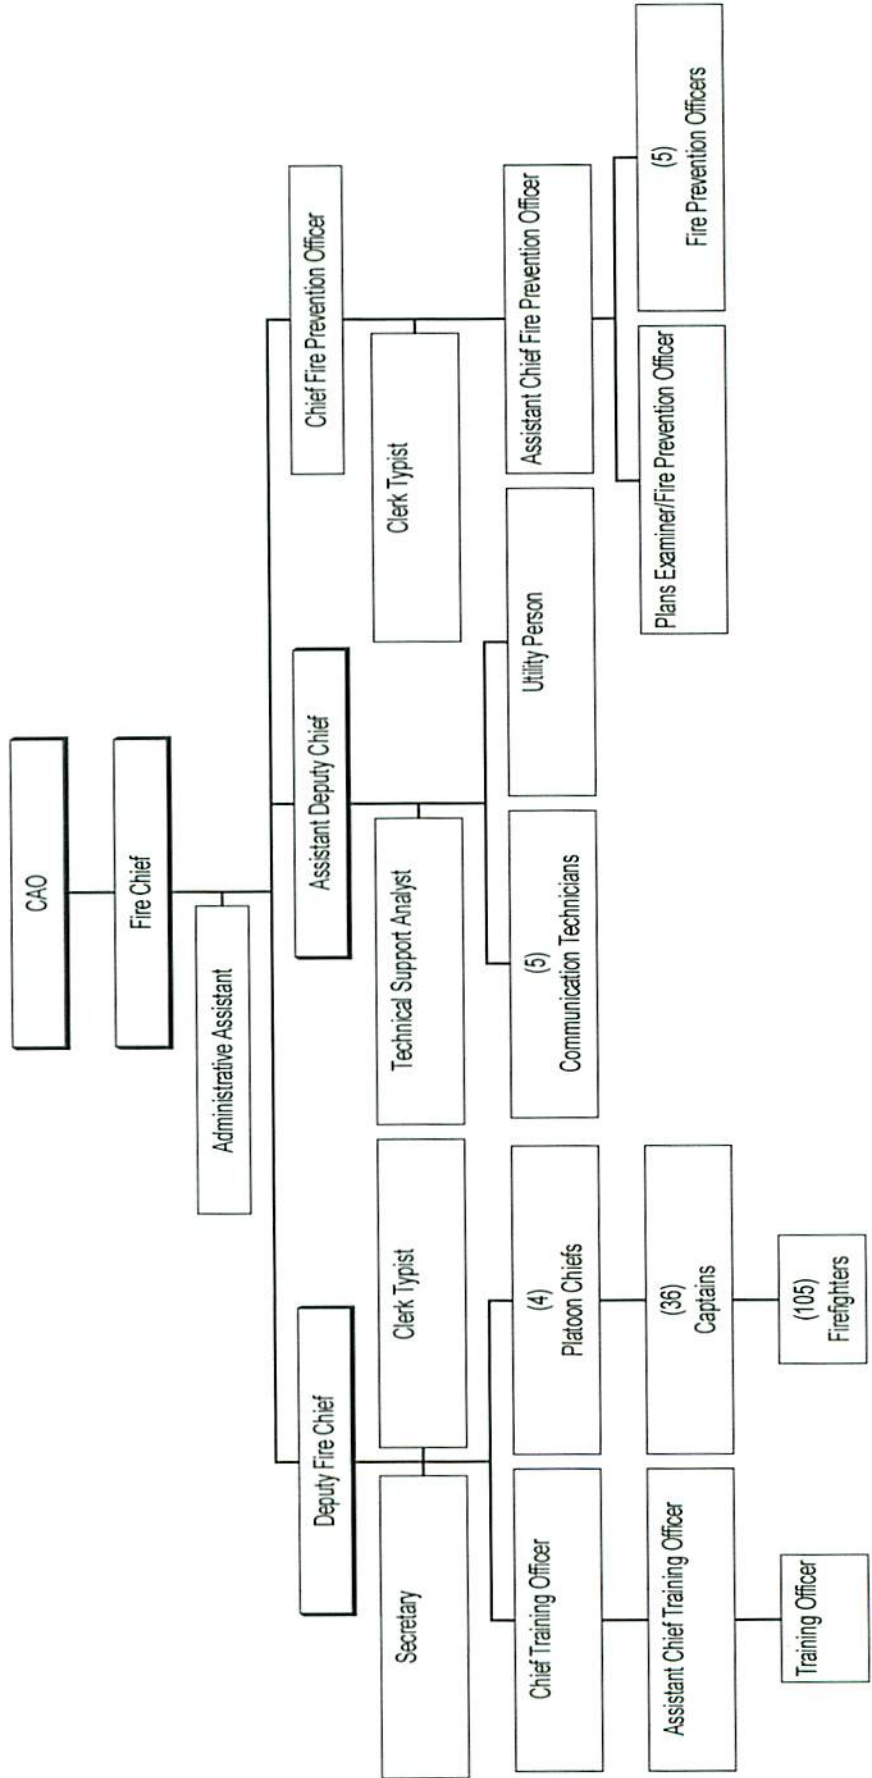 CAO
Fire Chief
Administrative Assistant
Deputy Fire Chief
Assistant Deputy Chief
Chief Fire Prevention Officer
Secretary
Clerk Typist
Technical Support Analyst
Clerk Typist
Chief Training Officer
(4)
Platoon Chiefs
(5)
Communication Technicians
Utility Person
Assistant Chief Fire Prevention Officer
Assistant Chief Training Officer
(36)
Captains
Plans Examiner/Fire Prevention Officer
(5)
Fire Prevention Officers
Training Officer
(105)
Firefighters